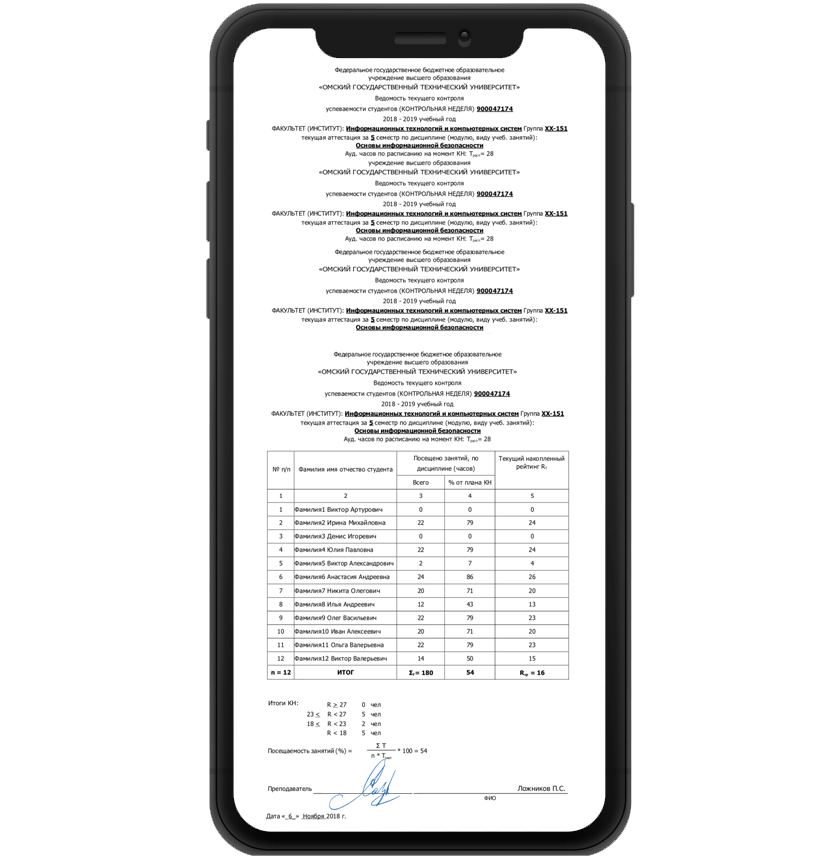 Федеральное государственное бюджетное образовательное
учреждение высшего образования
«ОМСКИЙ ГОСУДАРСТВЕННЫЙ ТЕХНИЧЕСКИЙ УНИВЕРСИТЕТ»
Ведомость текущего контроля
успеваемости студентов (КОНТРОЛЬНАЯ НЕДЕЛЯ) 900047174
2018 - 2019 учебный год
ФАКУЛЬТЕТ (ИНСТИТУТ): Информационных технологий и компьютерных систем Группа ХХ-151
текущая аттестация за 5 семестр по дисциплине (модулю, виду учеб. занятий):
Основы информационной безопасности
Ауд. часов по расписанию на момент КН: Трасп= 28
учреждение высшего образования
«ОМСКИЙ ГОСУДАРСТВЕННЫЙ ТЕХНИЧЕСКИЙ УНИВЕРСИТЕТ»
Ведомость текущего контроля
успеваемости студентов (КОНТРОЛЬНАЯ НЕДЕЛЯ) 900047174
2018 - 2019 учебный год
ФАКУЛЬТЕТ (ИНСТИТУТ): Информационных технологий и компьютерных систем Группа ХХ-151
текущая аттестация за 5 семестр по дисциплине (модулю, виду учеб. занятий):
Основы информационной безопасности
Ауд. часов по расписанию на момент КН: Трасп= 28
Федеральное государственное бюджетное образовательное
учреждение высшего образования
«ОМСКИЙ ГОСУДАРСТВЕННЫЙ ТЕХНИЧЕСКИЙ УНИВЕРСИТЕТ»
Ведомость текущего контроля
успеваемости студентов (КОНТРОЛЬНАЯ НЕДЕЛЯ) 900047174
2018 - 2019 учебный год
ФАКУЛЬТЕТ (ИНСТИТУТ): Информационных технологий и компьютерных систем Группа ХХ-151
текущая аттестация за 5 семестр по дисциплине (модулю, виду учеб. занятий):
Основы информационной безопасности
Федеральное государственное бюджетное образовательное
учреждение высшего образования
«ОМСКИЙ ГОСУДАРСТВЕННЫЙ ТЕХНИЧЕСКИЙ УНИВЕРСИТЕТ»
Ведомость текущего контроля
успеваемости студентов (КОНТРОЛЬНАЯ НЕДЕЛЯ) 900047174
2018 - 2019 учебный год
ФАКУЛЬТЕТ (ИНСТИТУТ): Информационных технологий и компьютерных систем Группа ХХ-151
текущая аттестация за 5 семестр по дисциплине (модулю, виду учеб. занятий):
Основы информационной безопасности
Ауд. часов по расписанию на момент КН: Трасп= 28
№ п/п Фамилия имя отчество студента Посещено занятий, по дисциплине (часов) Текущий накопленный рейтинг Rт
Всего % от плана КН
1 2 3 4 5
1 Фамилия1 Виктор Артурович 0 0 0
2 Фамилия2 Ирина Михайловна 22 79 24
3 Фамилия3 Денис Игоревич 0 0 0
4 Фамилия4 Юлия Павловна 22 79 24
5 Фамилия5 Виктор Александрович 2 7 4
6 Фамилия6 Анастасия Андреевна 24 86 26
7 Фамилия7 Никита Олегович 20 71 20
8 Фамилия8 Илья Андреевич 12 43 13
9 Фамилия9 Олег Васильевич 22 79 23
10 Фамилия10 Иван Алексеевич 20 71 20
11 Фамилия11 Ольга Валерьевна 22 79 23
12 Фамилия12 Виктор Валерьевич 14 50 15
n = 12 ИТОГ Σт= 180 54 Rср = 16
Итоги КН: R ≥ 27 0 чел
23 ≤ R < 27 5 чел
18 ≤ R < 23 2 чел
R < 18 5 чел
Σ Т
Посещаемость занятий (%) = * 100 = 54
n * Трасп
Преподаватель Ложников П.С.
ФИО
Дата « 6 » Ноября 2018 г.